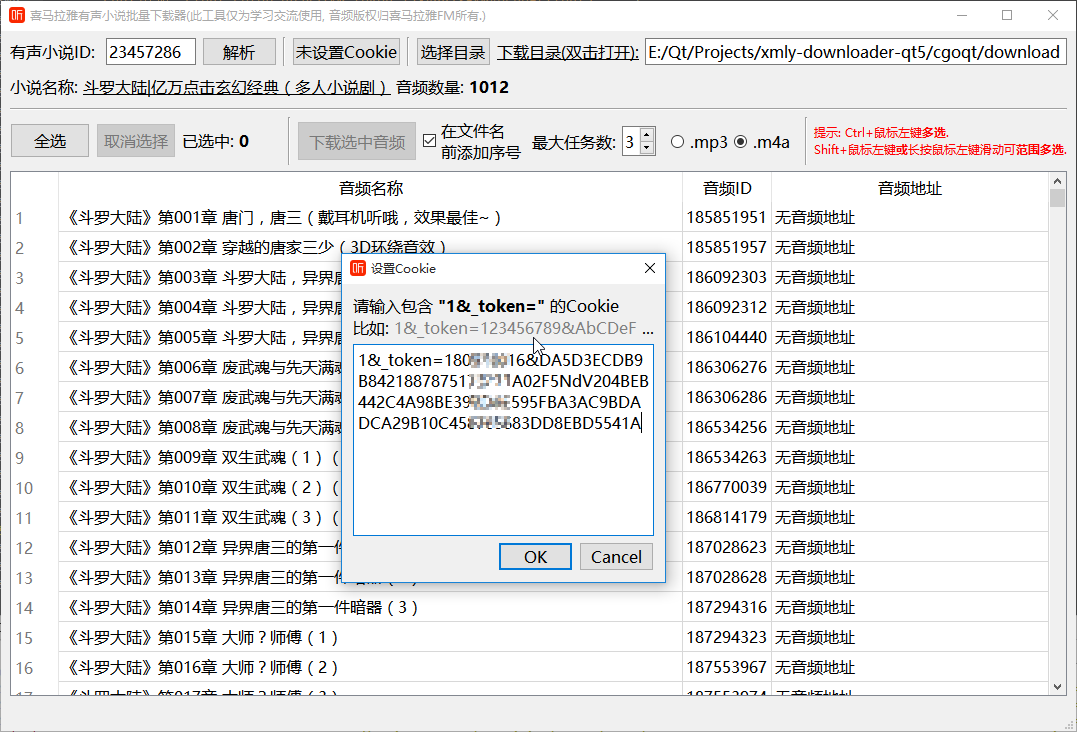 喜马拉雅有声小说批量下载器(此工具仅为学习交流使用, 音频版权归喜马拉雅FM所有.)
有声小说ID: 23457286 解析 未设置Cookie 选择目录 下载目录(双击打开): E:/Qt/Projects/xmly-downloader-qt5/cgoqt/download
小说名称: 斗罗大陆|亿万点击玄幻经典（多人小说剧） 音频数量: 1012
全选 取消选择 已选中: 0 下载选中音频 在文件名 前添加序号 最大任务数: 3 .mp3 .m4a
提示: Ctrl+鼠标左键多选.
Shift+鼠标左键或长按鼠标左键滑动可范围多选.
音频名称 音频ID 音频地址
1 《斗罗大陆》第001章 唐门，唐三（戴耳机听哦，效果最佳~） 185851951 无音频地址
2 《斗罗大陆》第002章 穿越的唐家三少（3D环绕音效） 185851957 无音频地址
3 《斗罗大陆》第003章 斗罗大陆，异界唐 186092303 无音频地址
4 《斗罗大陆》第004章 斗罗大陆，异界唐 186092312 无音频地址
5 《斗罗大陆》第005章 斗罗大陆，异界唐 186104440 无音频地址
6 《斗罗大陆》第006章 废武魂与先天满魂 186306276 无音频地址
7 《斗罗大陆》第007章 废武魂与先天满魂 186306286 无音频地址
8 《斗罗大陆》第008章 废武魂与先天满魂 186534256 无音频地址
9 《斗罗大陆》第009章 双生武魂（1）（ 186534263 无音频地址
10 《斗罗大陆》第010章 双生武魂（2）（ 186770039 无音频地址
11 《斗罗大陆》第011章 双生武魂（3）（ 186814179 无音频地址
12 《斗罗大陆》第012章 异界唐三的第一件 187028623 无音频地址
13 《斗罗大陆》第013章 异界唐三的第一件 187028628 无音频地址
14 《斗罗大陆》第014章 异界唐三的第一件暗器（3） 187294316 无音频地址
15 《斗罗大陆》第015章 大师？师傅（1） 187294323 无音频地址
16 《斗罗大陆》第016章 大师？师傅（2） 187553967 无音频地址
设置Cookie
请输入包含 "1&_token=" 的Cookie
比如: 1&_token=123456789&AbCDeF ...
1&_token=180 16&DA5D3ECDB9
B84218878751 A02F5NdV204BEB
442C4A98BE39 595FBA3AC9BDA
DCA29B10C45 683DD8EBD5541A
OK Cancel